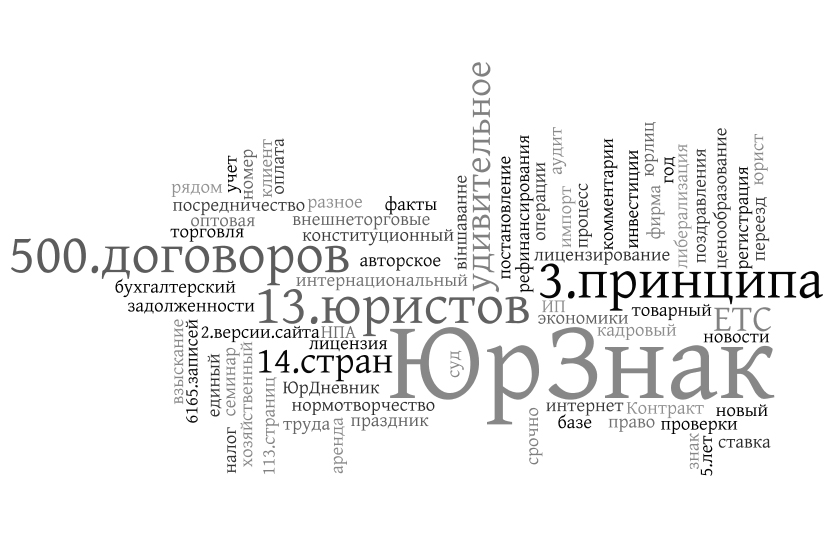 удивительное
рядом
учет
номер
клиент
оплата
посредничество
разное
факты
оптовая
внешнеторговые
торговля
конституционный
віншаванне
постановление
рефинансирования
операции
аудит
импорт
процесс
комментарии
инвестиции
юрлиц
фирма
год
либерализация
поздравления
ценообразование
регистрация
переезд
юрист
500.договоров
авторское
лицензирование
бухгалтерский
интернациональный
3.принципа
задолженности
13.юристов
ИП
товарный
экономики
ЕТС
2.версии.сайта
НПА
кадровый
новости
лицензия
взыскание
6165.записей
единый
семинар
хозяйственный
14.стран
суд
ЮрЗнак
113.страниц
ЮрДневник
нормотворчество
интернет
Контракт
новый
налог
труда
аренда
праздник
срочно
базе
право
проверки
знак
5.лет
ставка